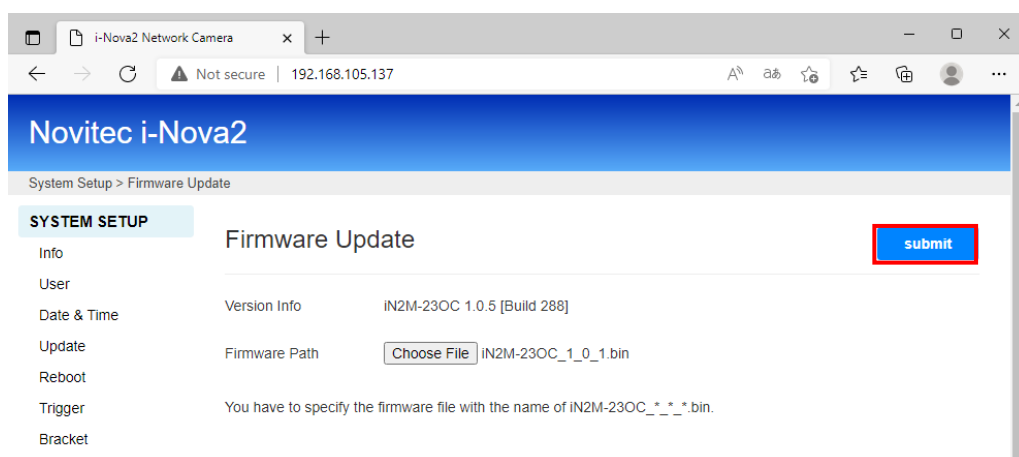 i-Nova2 Network Camera
Not secure | 192.168.105.137
Novitec i-Nova2
System Setup > Firmware Update
SYSTEM SETUP
Info
User
Date & Time
Update
Reboot
Trigger
Bracket
Firmware Update
submit
Version Info iN2M-23OC 1.0.5 [Build 288]
Firmware Path Choose File iN2M-23OC_1_0_1.bin
You have to specify the firmware file with the name of iN2M-23OC_*_*_*.bin.